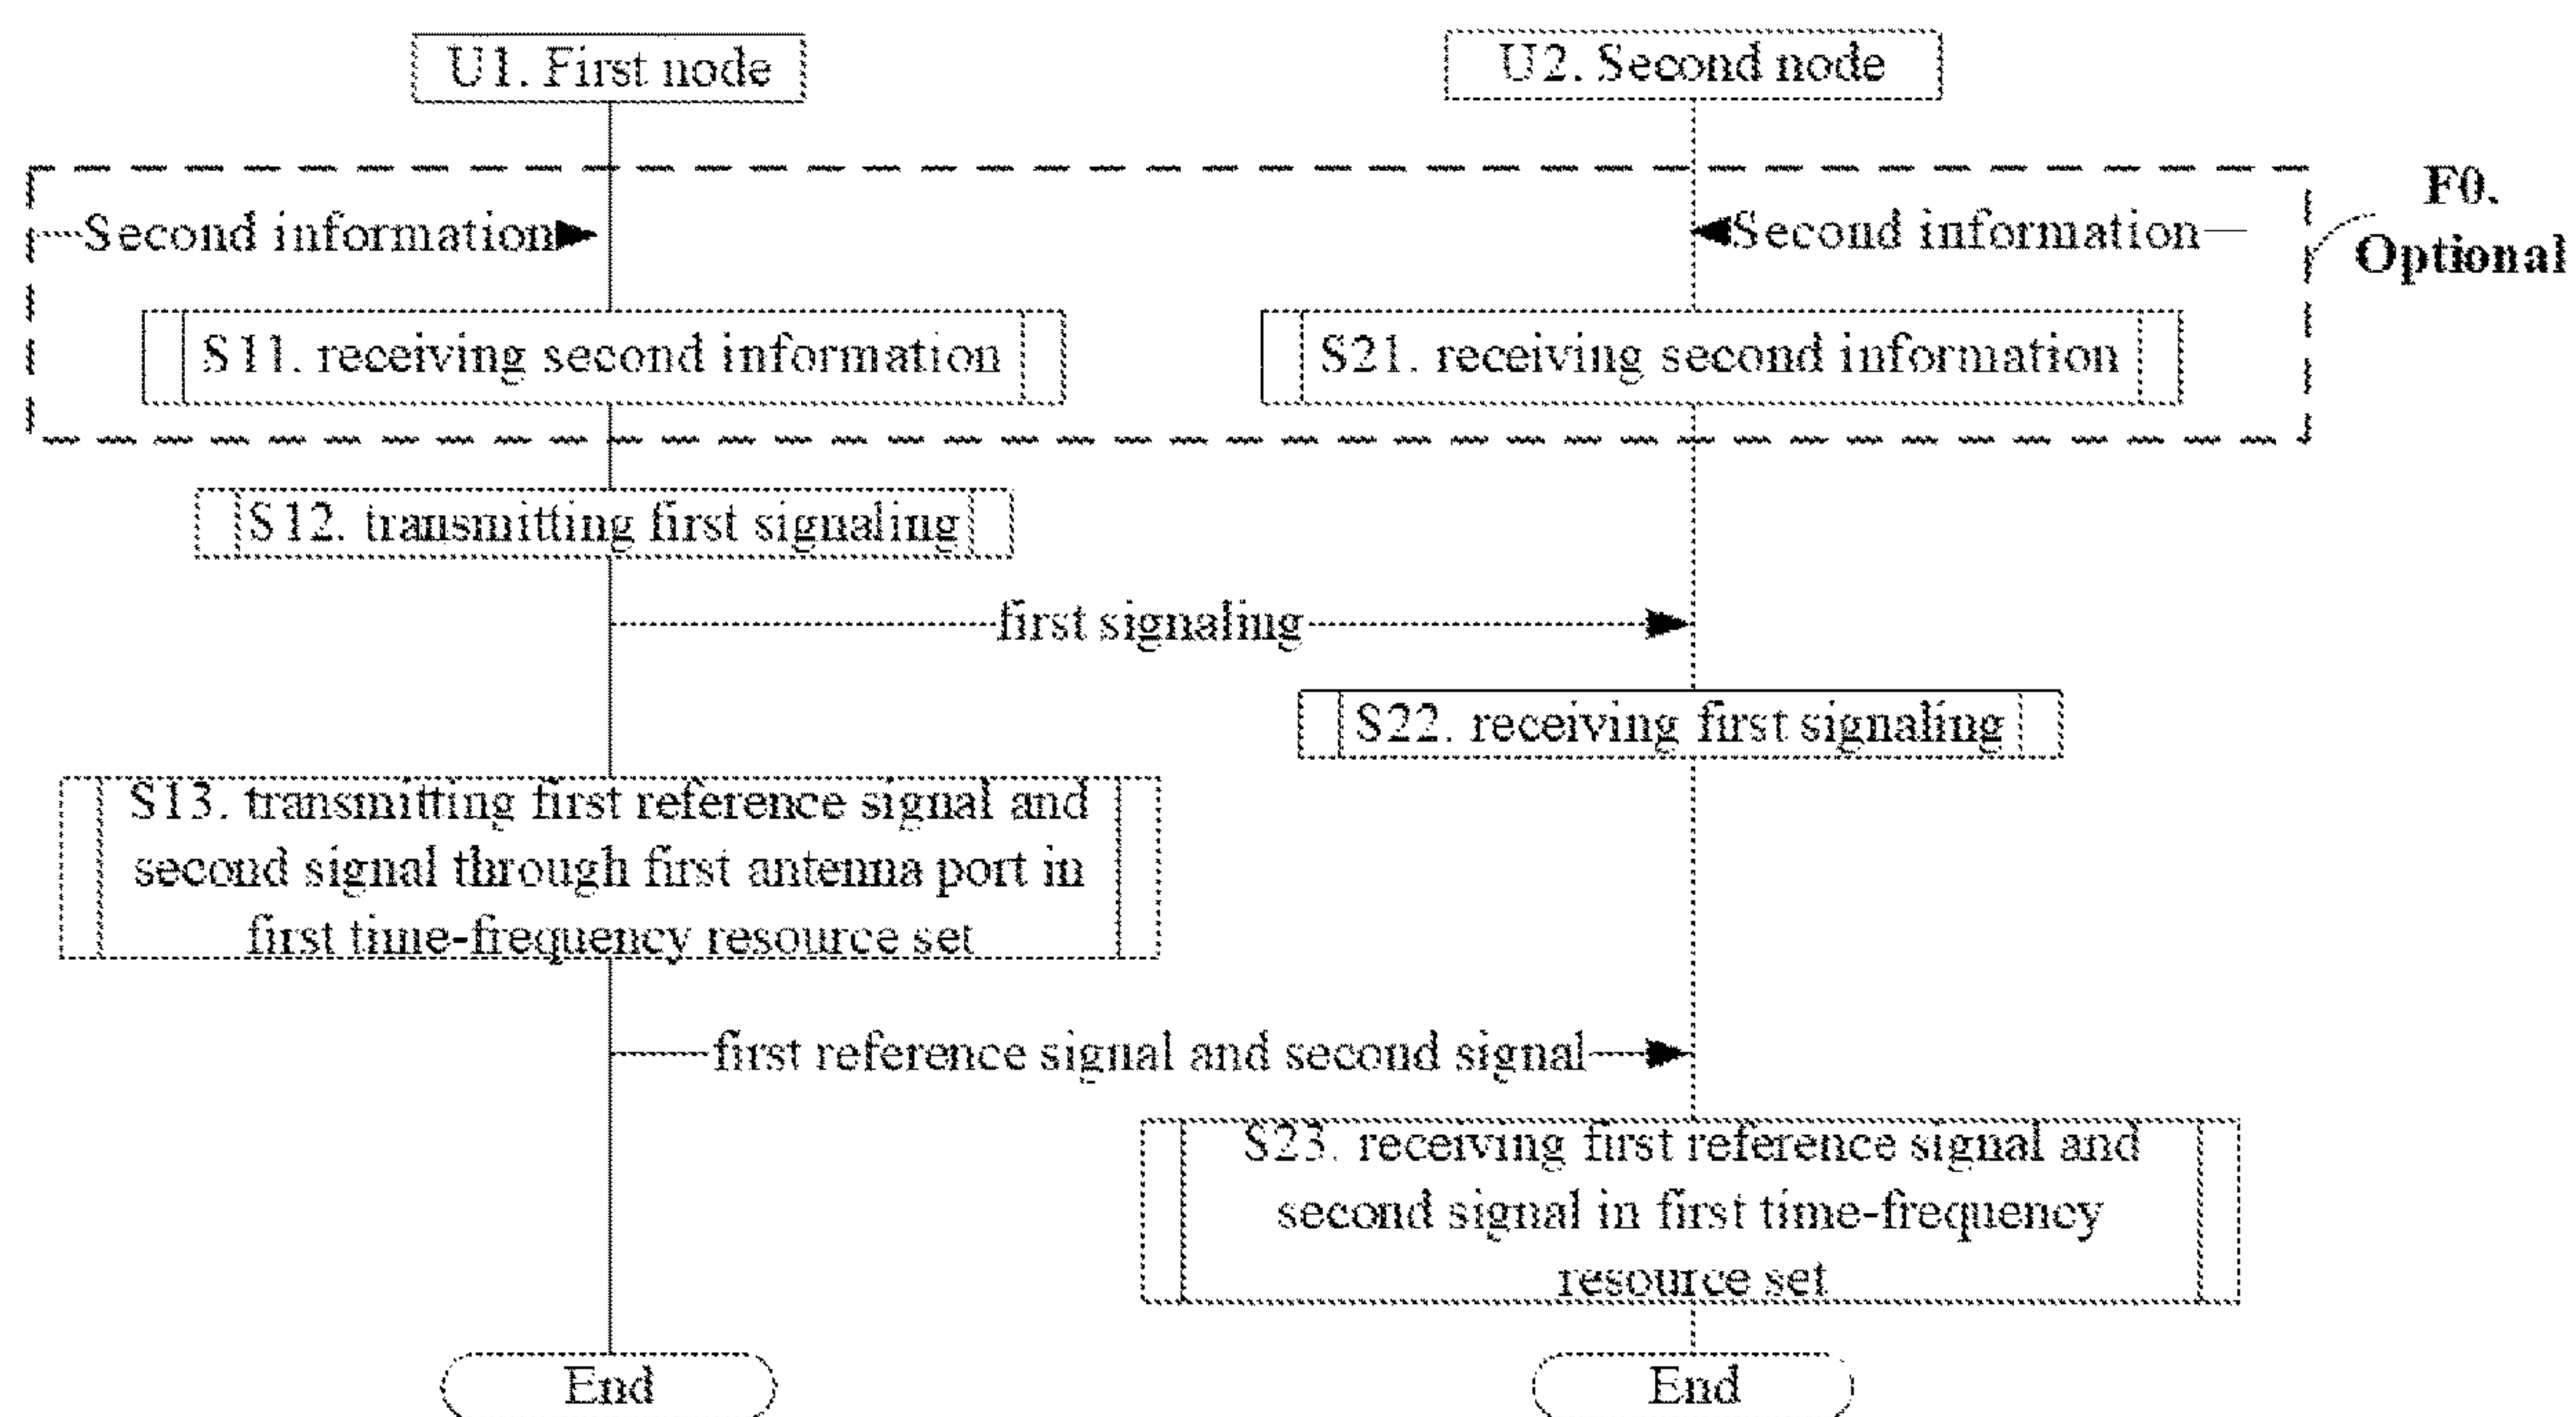 U1. First node
U2. Second node
F0.
Optional
Second information
Second information
S11. receiving second information
S21. receiving second information
S12. transmitting first signaling
first signaling
S22. receiving first signaling
S13. transmitting first reference signal and
second signal through first antenna port in
first time-frequency resource set
first reference signal and second signal
S23. receiving first reference signal and
second signal in first time-frequency
resource set
End
End